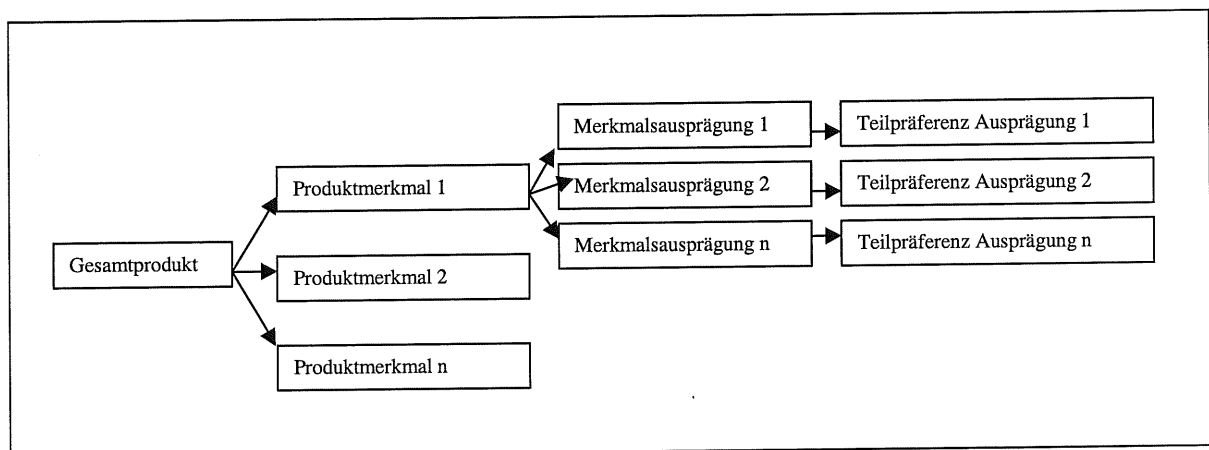 Merkmalsausprägung 1
Teilpräferenz Ausprägung 1
Produktmerkmal 1
Merkmalsausprägung 2
Teilpräferenz Ausprägung 2
Merkmalsausprägung n
Teilpräferenz Ausprägung n
Gesamtprodukt
Produktmerkmal 2
Produktmerkmal n